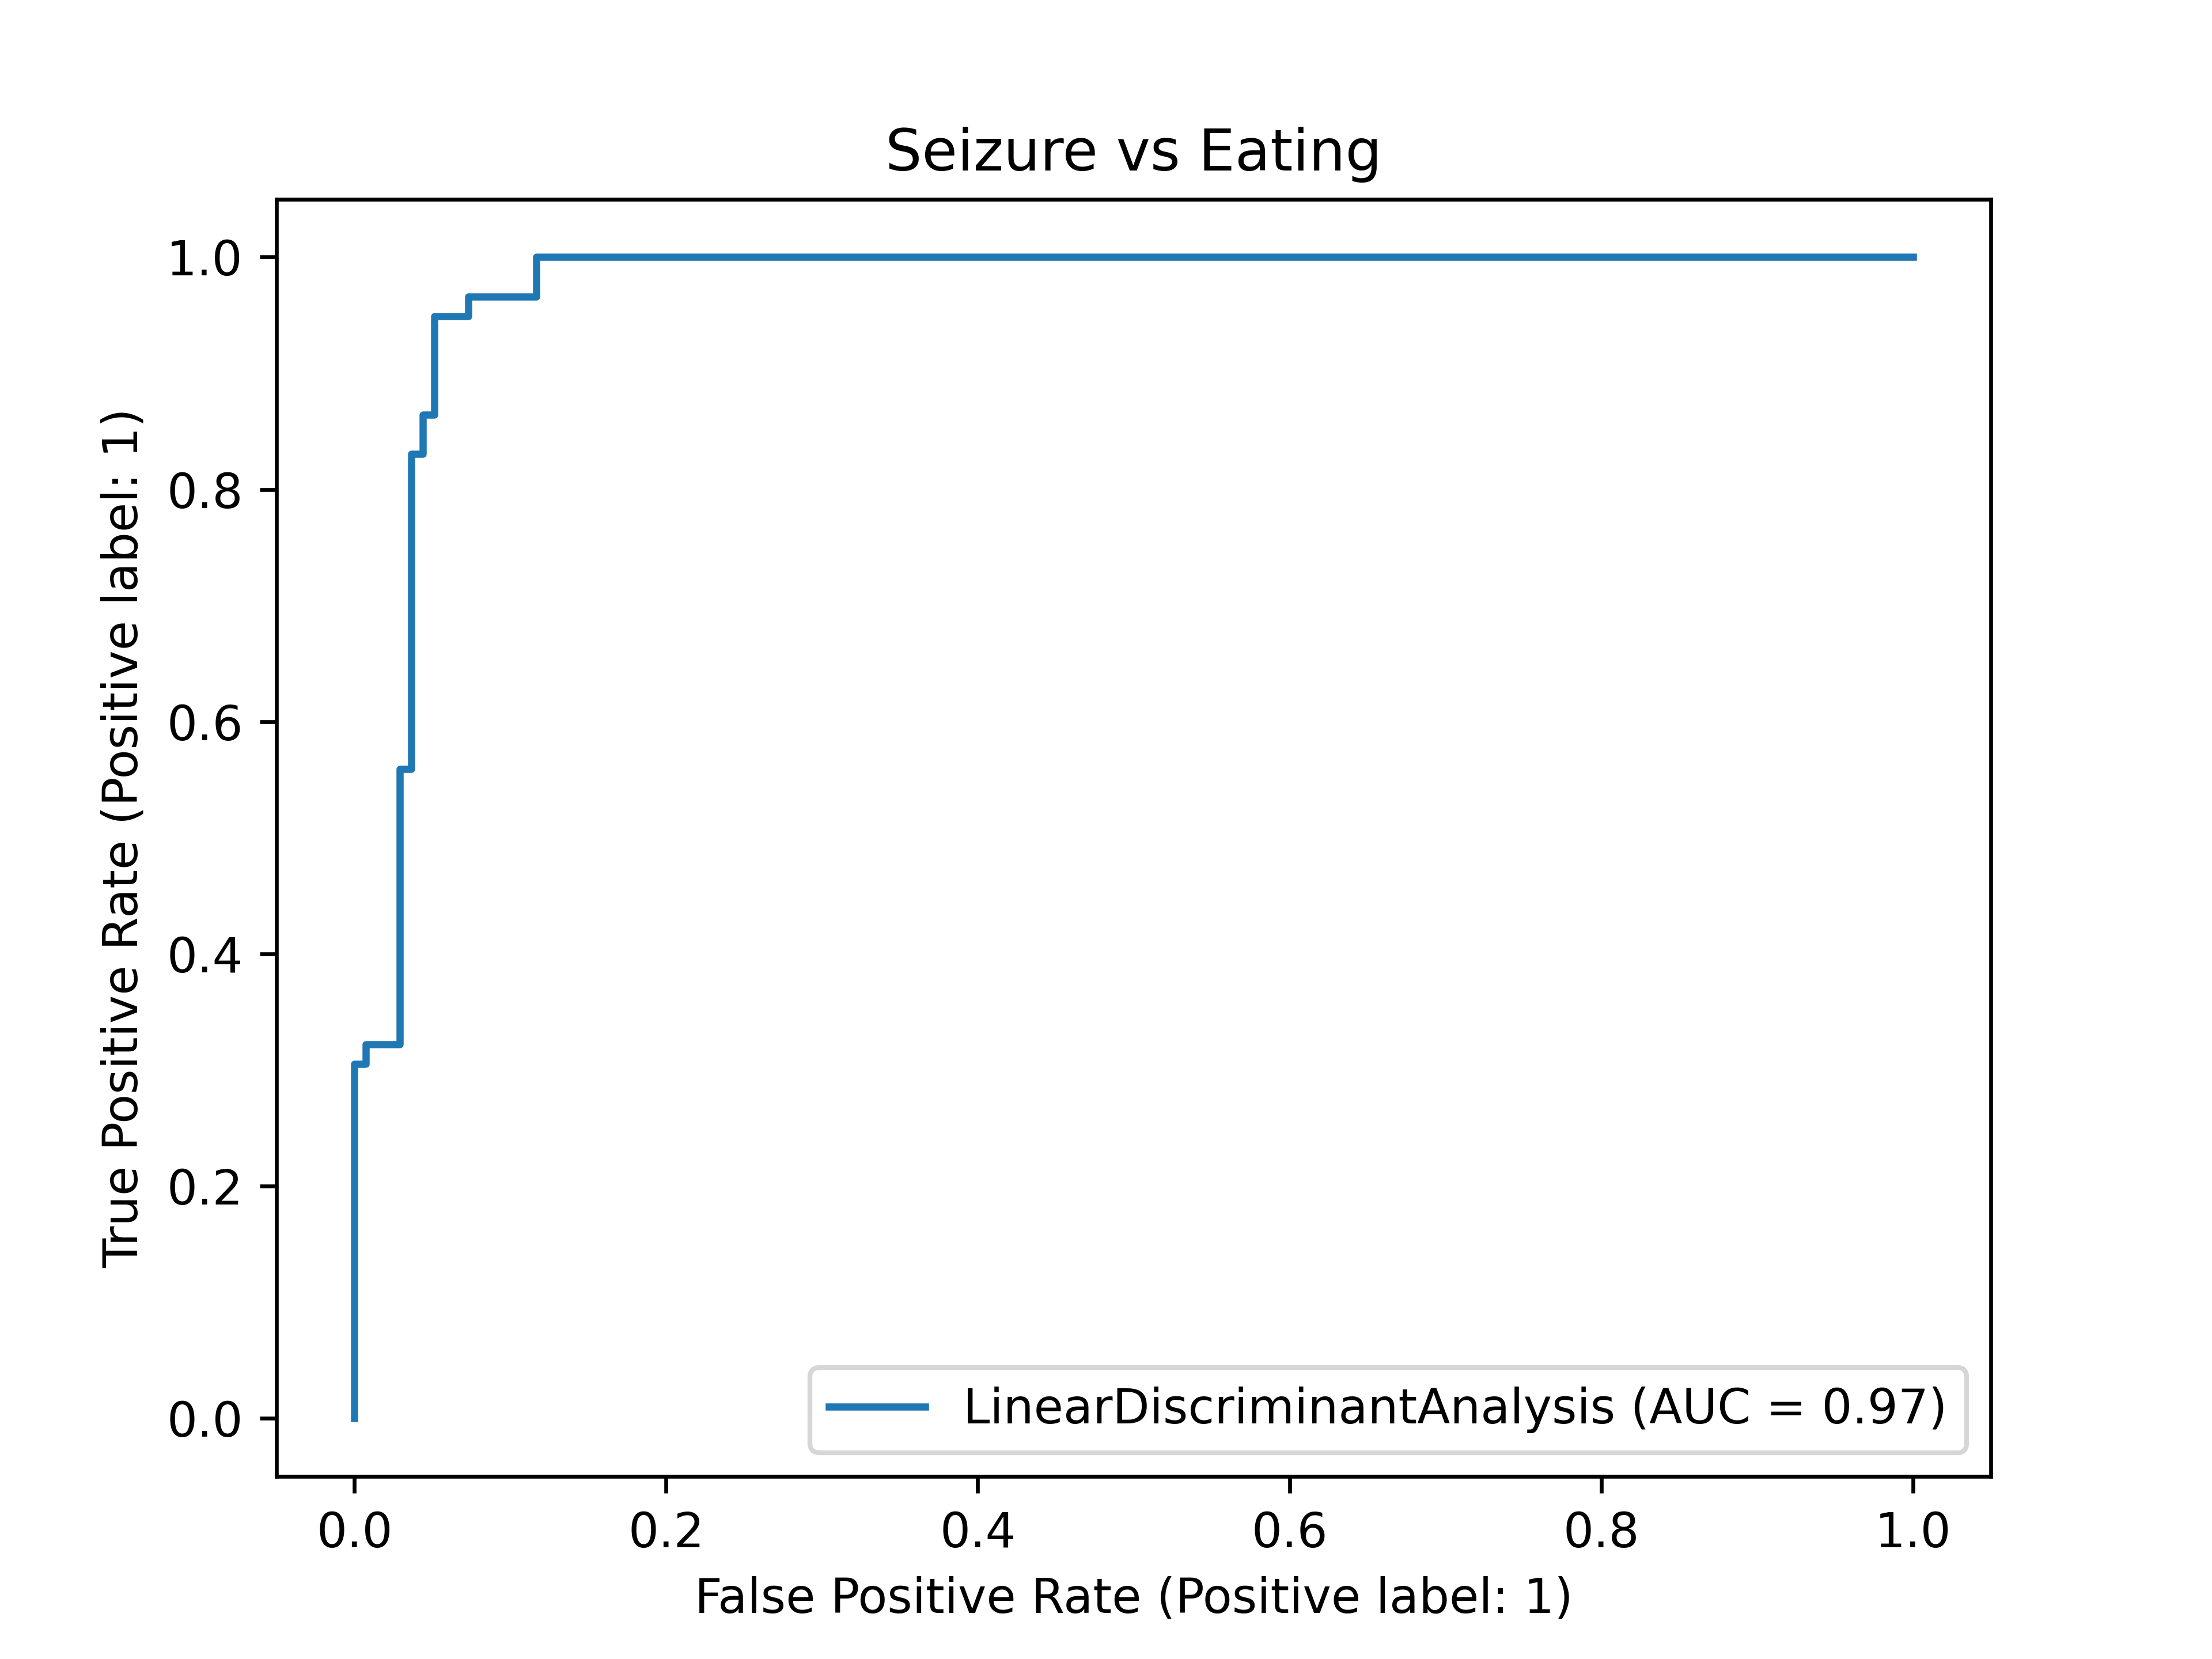 Seizure vs Eating
True Positive Rate (Positive label: 1)
1.0
0.8
0.6
0.4
0.2
0.0
LinearDiscriminantAnalysis (AUC = 0.97)
0.0 0.2 0.4 0.6 0.8 1.0
False Positive Rate (Positive label: 1)